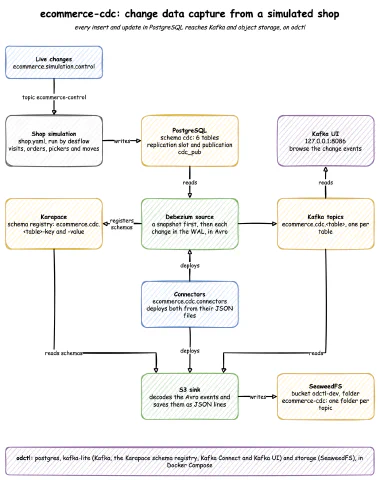 ecommerce-cdc: change data capture from a simulated shop
every insert and update in PostgreSQL reaches Kafka and object storage, on odctl
Live changes
ecommerce.simulation.control
topic ecommerce-control
Shop simulation
shop.yaml, run by destflow
visits, orders, pickers and moves
writes
PostgreSQL
schema cdc: 6 tables
replication slot and publication
cdc_pub
Kafka UI
127.0.0.1:8086
browse the change events
reads
reads
Karapace
schema registry: ecommerce.cdc.
<table>-key and -value
registers
schemas
Debezium source
a snapshot first, then each
change in the WAL, in Avro
Kafka topics
ecommerce.cdc.<table>, one per
table
deploys
Connectors
ecommerce.cdc.connectors
deploys both from their JSON
files
reads schemas
deploys
reads
S3 sink
decodes the Avro events and
saves them as JSON lines
writes
SeaweedFS
bucket odctl-dev, folder
ecommerce-cdc: one folder per
topic
odctl: postgres, kafka-lite (Kafka, the Karapace schema registry, Kafka Connect and Kafka UI) and storage (SeaweedFS), in
Docker Compose